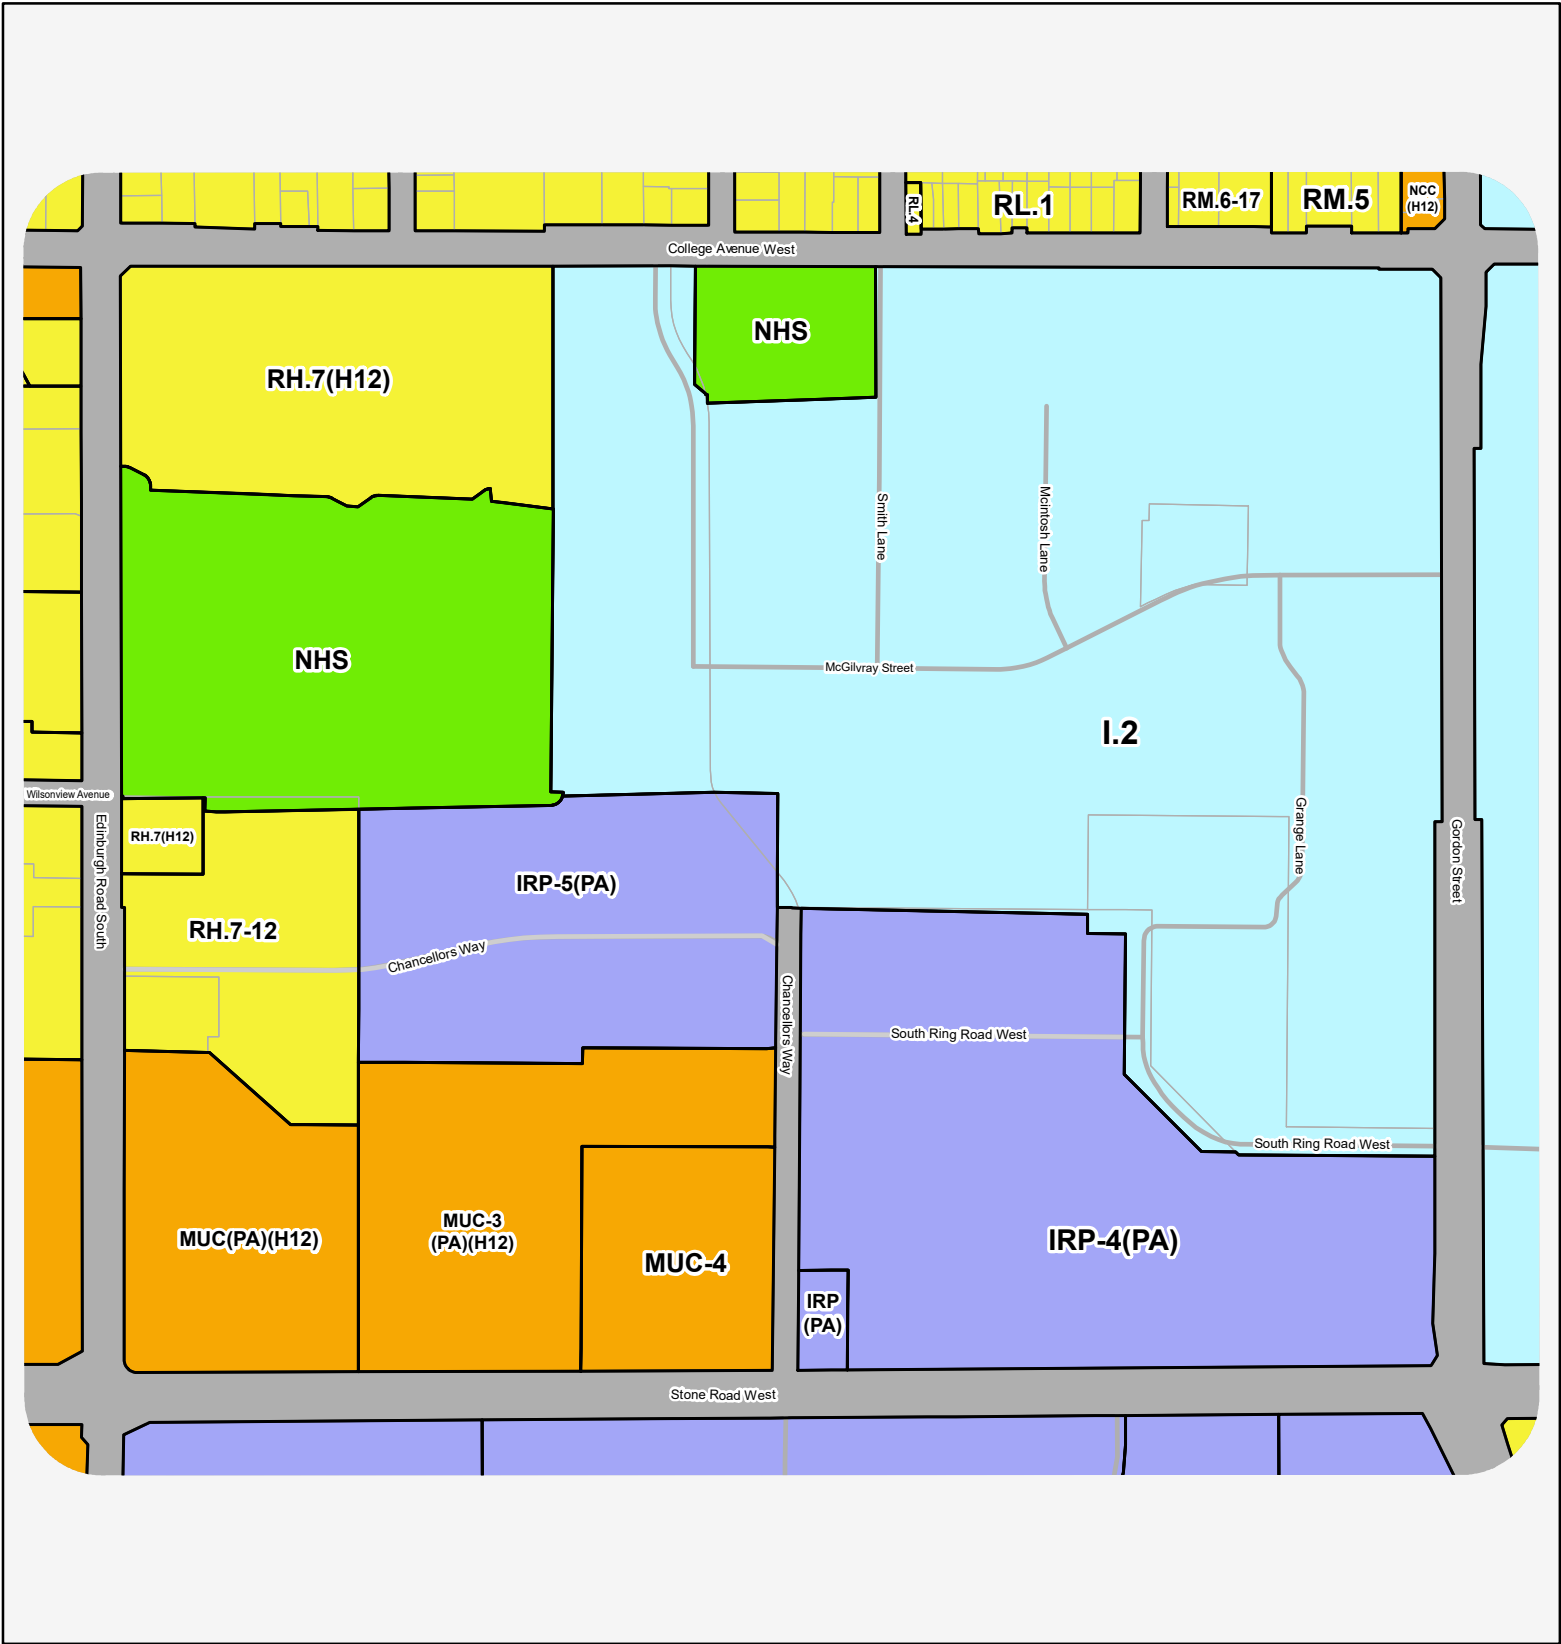 RL.4
RL.1
RM.6-17
RM.5
NCC
(H12)
College Avenue West
NHS
RH.7(H12)
Smith Lane
Mcintosh Lane
NHS
McGilvray Street
I.2
Wilsonview Avenue
RH.7(H12)
Edinburgh Road South
Grange Lane
Gordon Street
IRP-5(PA)
RH.7-12
Chancellors Way
Chancellors Way
South Ring Road West
South Ring Road West
MUC(PA)(H12)
MUC-3
(PA)(H12)
MUC-4
IRP-4(PA)
IRP
(PA)
Stone Road West